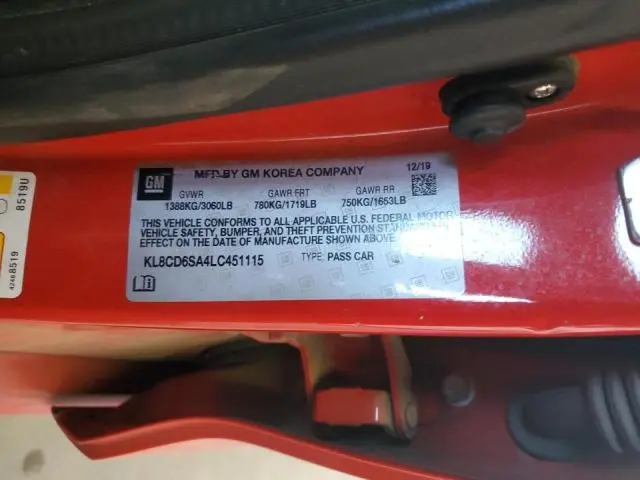 GM
MFD BY GM KOREA COMPANY
12/19
GVWR GAWR FRT GAWR RR
1388KG/3060LB 780KG/1719LB 750KG/1653LB
THIS VEHICLE CONFORMS TO ALL APPLICABLE U.S. FEDERAL MOTOR
VEHICLE SAFETY, BUMPER, AND THEFT PREVENTION STANDARDS IN
EFFECT ON THE DATE OF MANUFACTURE SHOWN ABOVE.
KL8CD6SA4LC451115 TYPE: PASS CAR
8519U
42468519